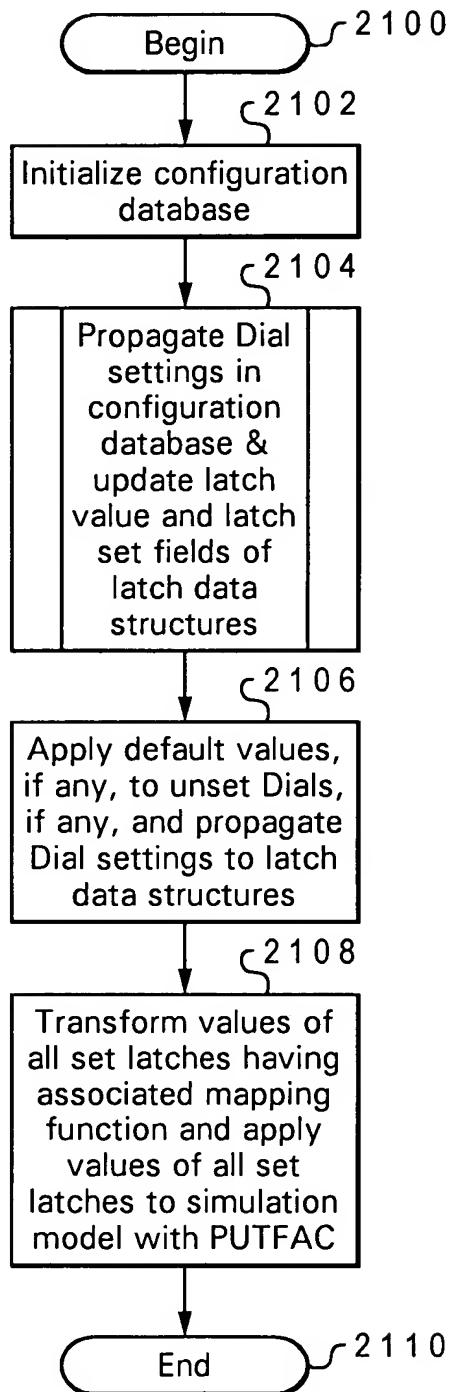 2100
Begin
2102
Initialize configuration
database
2104
Propagate Dial
settings in
configuration
database &
update latch
value and latch
set fields of
latch data
structures
2106
Apply default values,
if any, to unset Dials,
if any, and propagate
Dial settings to latch
data structures
2108
Transform values of
all set latches having
associated mapping
function and apply
values of all set
latches to simulation
model with PUTFAC
2110
End